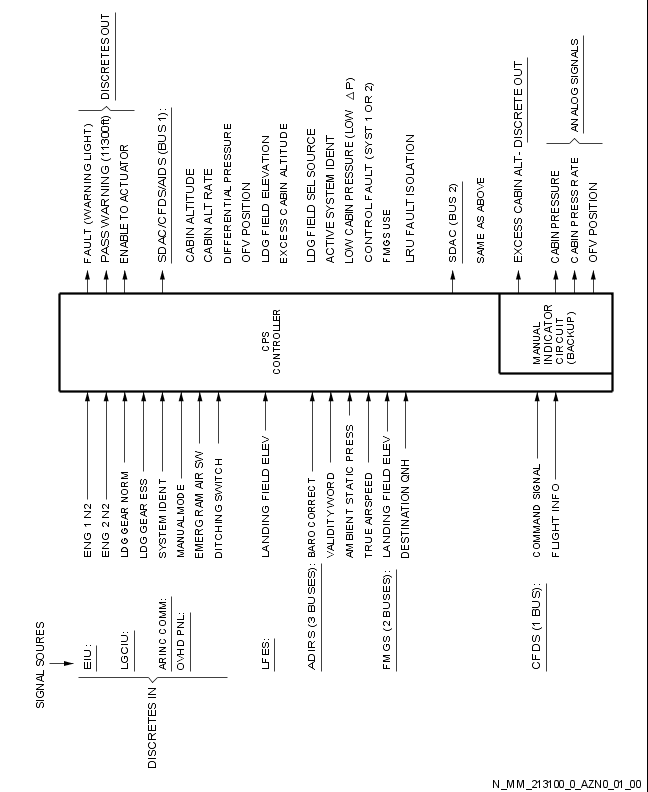 SIGNAL SOURES
DISCRETES IN
EIU:
ENG 1 N2
ENG 2 N2
LGCIU:
LDG GEAR NORM
LDG GEAR ESS
ARINC COMM:
SYSTEM IDENT
OVHD PNL:
MANUAL MODE
EMERG RAM AIR SW
DITCHING SWITCH
LFES:
LANDING FIELD ELEV
ADIRS (3 BUSES):
BARO CORRECT
VALIDITY WORD
AMBIENT STATIC PRESS
TRUE AIRSPEED
FMGS (2 BUSES):
LANDING FIELD ELEV
DESTINATION QNH
CFDS (1 BUS):
COMMAND SIGNAL
FLIGHT INFO
CPS
CONTROLLER
MANUAL
INDICATOR
CIRCUIT
(BACKUP)
FAULT (WARNING LIGHT)
PASS WARNING (11300ft)
ENABLE TO ACTUATOR
DISCRETES OUT
SDAC/CFDS/AIDS (BUS 1):
CABIN ALTITUDE
CABIN ALT RATE
DIFFERENTIAL PRESSURE
OFV POSITION
LDG FIELD ELEVATION
EXCESS CABIN ALTITUDE
LDG FIELD SEL SOURCE
ACTIVE SYSTEM IDENT
LOW CABIN PRESSURE (LOW △P)
CONTROL FAULT (SYST 1 OR 2)
FMGS USE
LRU FAULT ISOLATION
SDAC (BUS 2)
SAME AS ABOVE
EXCESS CABIN ALT - DISCRETE OUT
CABIN PRESSURE
CABIN PRESS RATE
OFV POSITION
ANALOG SIGNALS
N_MM_213100_0_AZN0_01_00